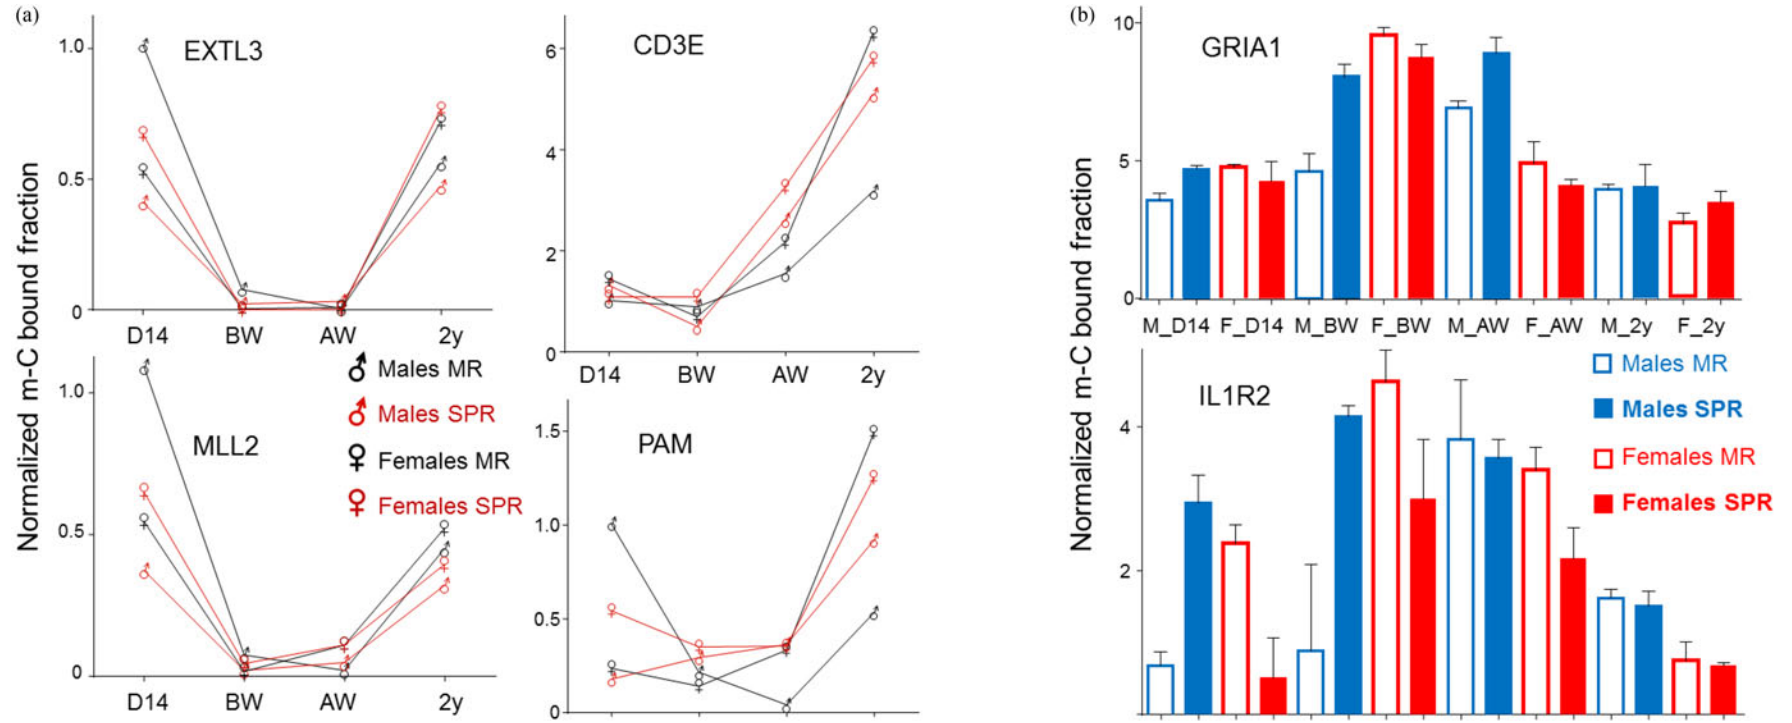 (a)
Normalized m-C bound fraction
EXTL3
1.0
0.5
0
D14 BW AW 2y
CD3E
6
4
2
0
D14 BW AW 2y
MLL2
1.0
0.5
0
D14 BW AW 2y
♂ Males MR
♂ Males SPR
♀ Females MR
♀ Females SPR
PAM
1.5
1.0
0.5
0
(b)
Normalized m-C bound fraction
GRIA1
10
5
0
M_D14 F_D14 M_BW F_BW M_AW F_AW M_2y F_2y
IL1R2
4
2
Males MR
Males SPR
Females MR
Females SPR